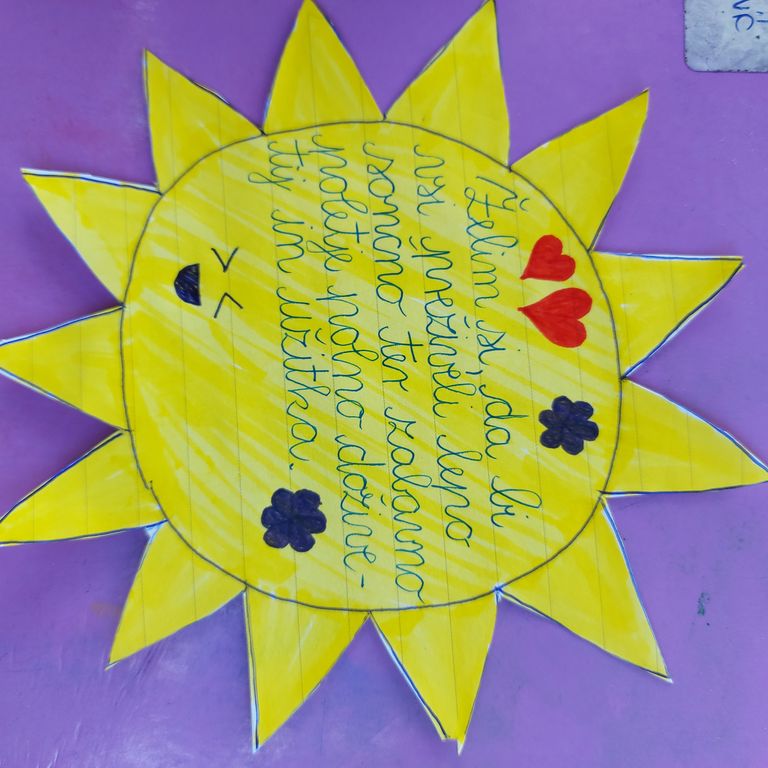 Želim si, da bi
vsi preživeli lepo
sončno ter zabavno
poletje polno dožive-
tij in užitka.